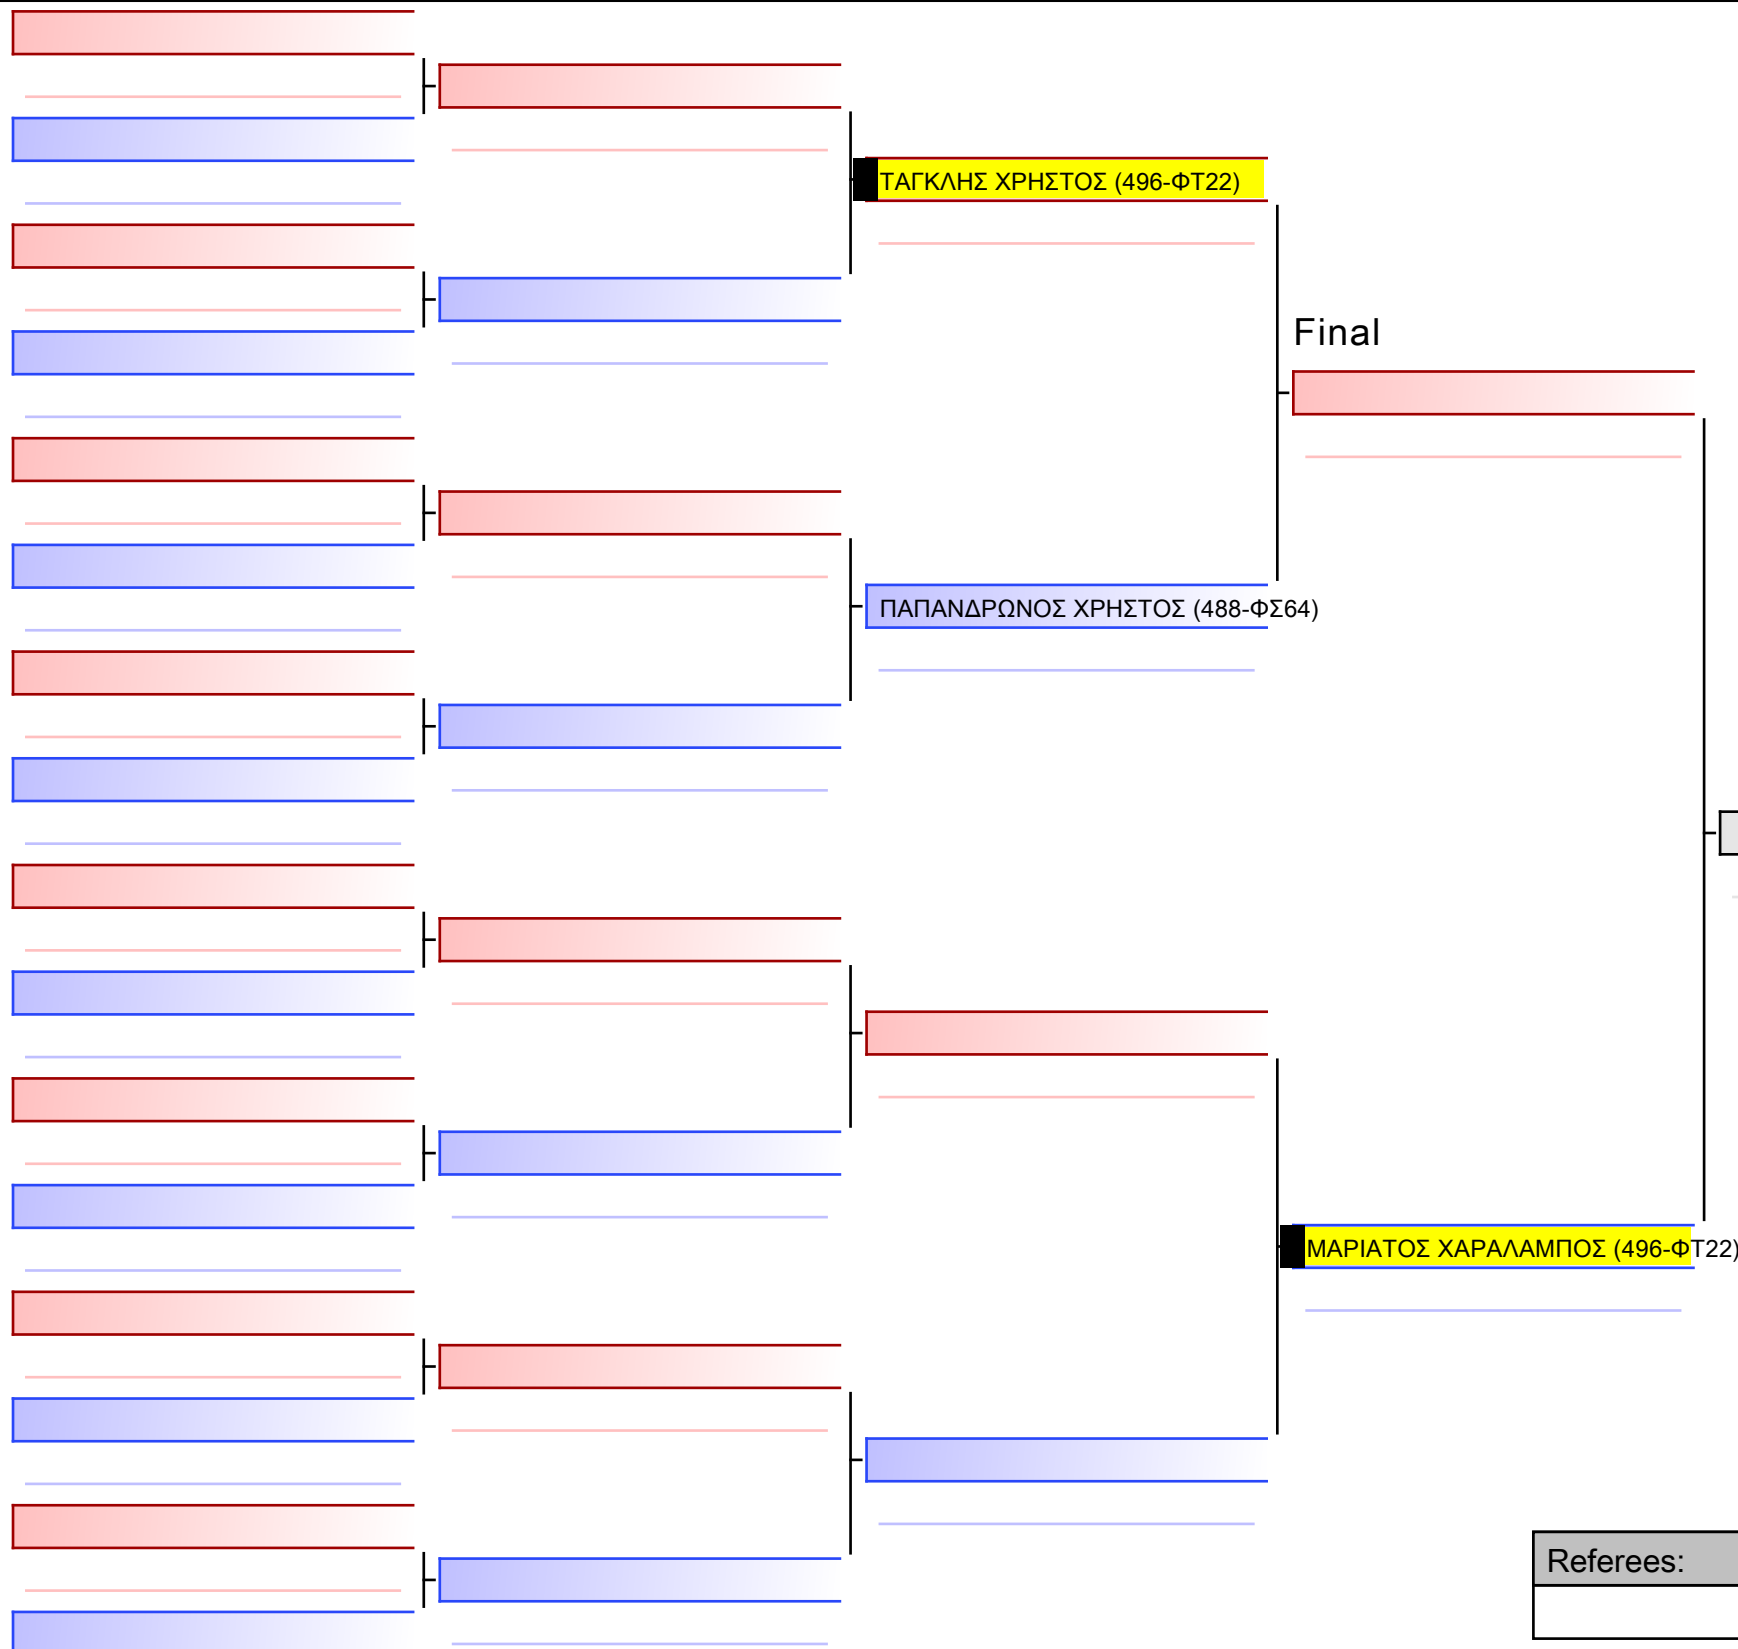 ΤΑΓΚΛΗΣ ΧΡΗΣΤΟΣ (496-ΦΤ22)
Final
ΠΑΠΑΝΔΡΩΝΟΣ ΧΡΗΣΤΟΣ (488-ΦΣ64)
ΜΑΡΙΑΤΟΣ ΧΑΡΑΛΑΜΠΟΣ (496-ΦΤ22)
Referees: